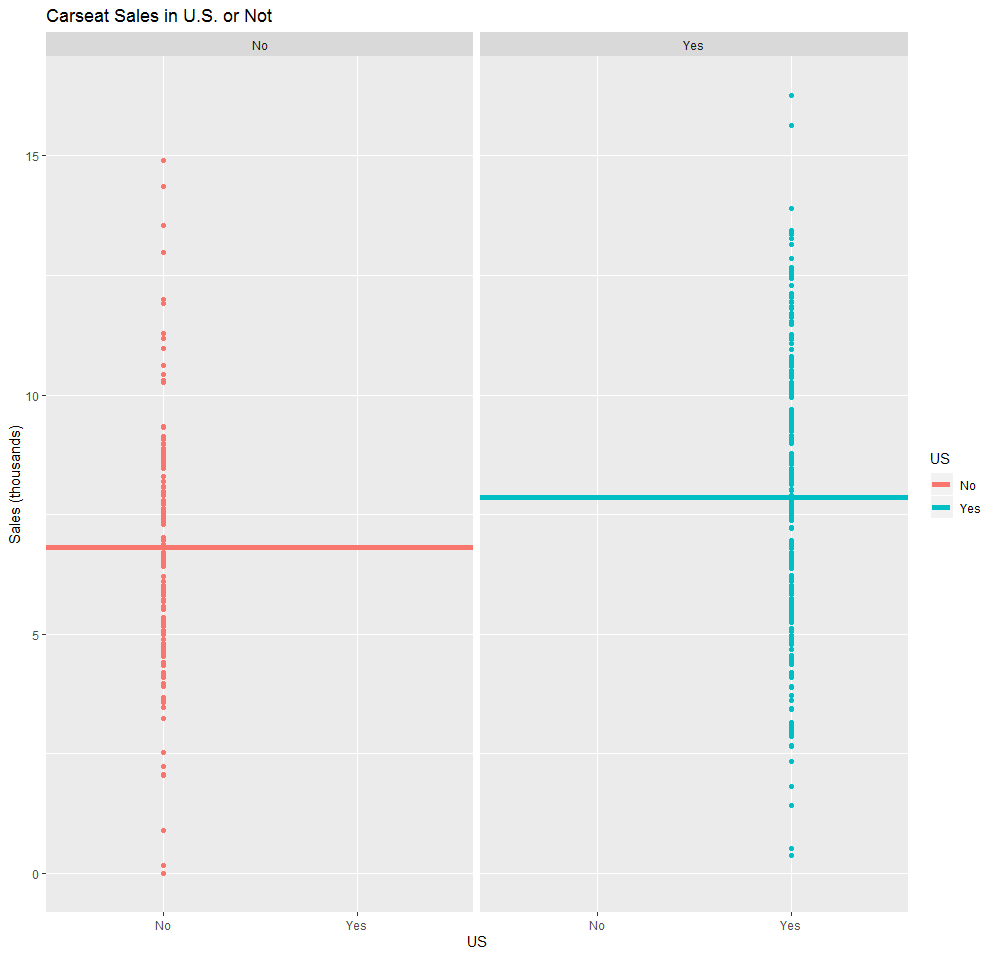 Carseat Sales in U.S. or Not
No
Yes
15
10
5
0
Sales (thousands)
No Yes
No Yes
US
US
No
Yes